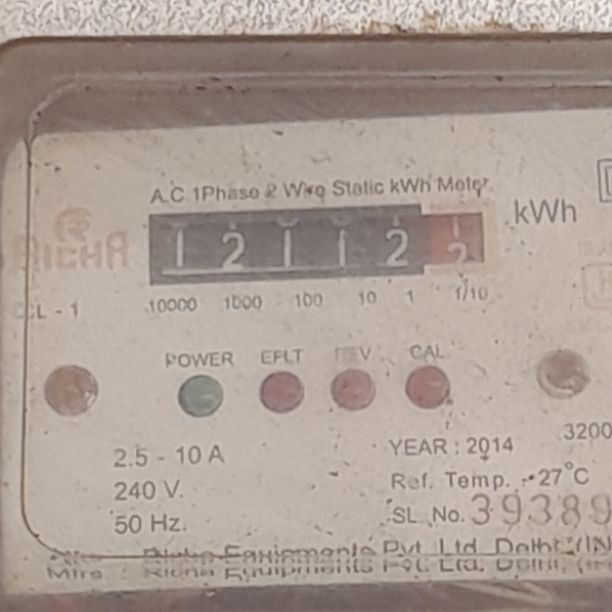 A.C 1Phase 2 Wire Static kWh Meter
1 2 1 1 2 kWh
10000 1000 100 10 1 1/10
RICHA
CL - 1
POWER EFLT REV CAL
2.5 - 10 A
240 V.
50 Hz.
3200
YEAR : 2014
Ref. Temp. : 27°C
SL No. 39389
Mfrs Richa Equipments Pvt. Ltd. Delhi, (IN